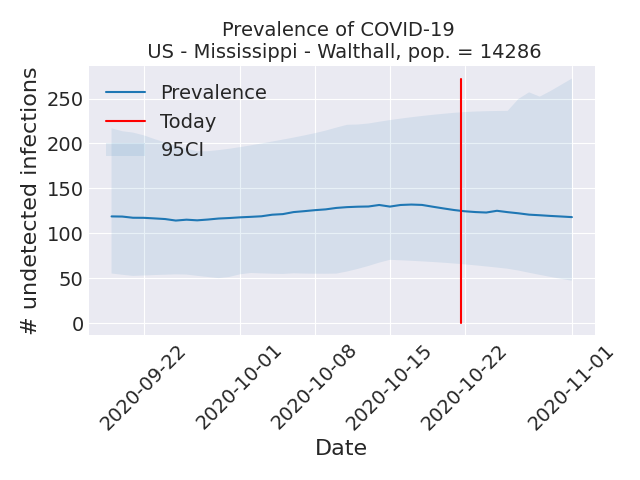 Prevalence of COVID-19
US - Mississippi - Walthall, pop. = 14286
# undetected infections
250
200
150
100
50
0
Prevalence
Today
95CI
2020-09-22
2020-10-01
2020-10-08
2020-10-15
2020-10-22
2020-11-01
Date